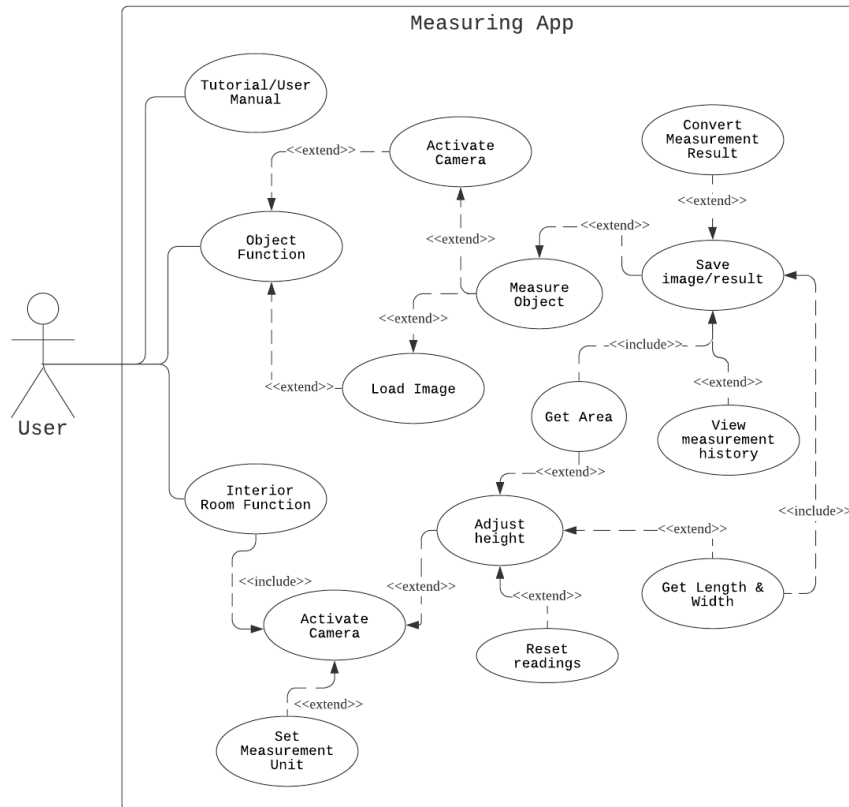 Measuring App
Tutorial/User
Manual
Convert
Measurement
Result
Activate
Camera
<<extend>>
<<extend>>
Object
Function
<<extend>>
<<extend>>
Save
image/result
Measure
Object
<<extend>>
<<include>>
Load Image
<<extend>>
<<extend>>
Get Area
View
measurement
history
User
<<extend>>
Interior
Room Function
Adjust
height
<<include>>
<<extend>>
<<include>>
<<extend>>
Get Length &
Width
<<extend>>
Activate
Camera
Reset
readings
<<extend>>
Set
Measurement
Unit